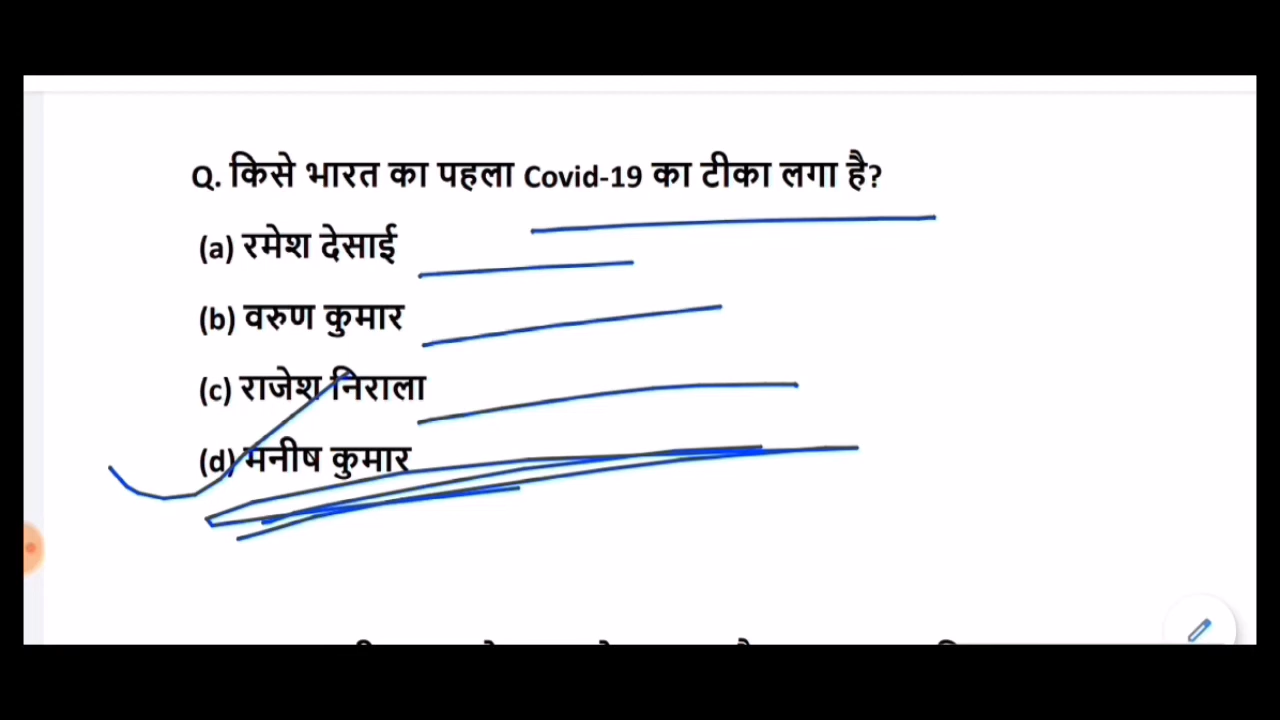 Q. किसे भारत का पहला Covid-19 का टीका लगा है?
(a) रमेश देसाई
(b) वरुण कुमार
(c) राजेश निराला
(d) मनीष कुमार